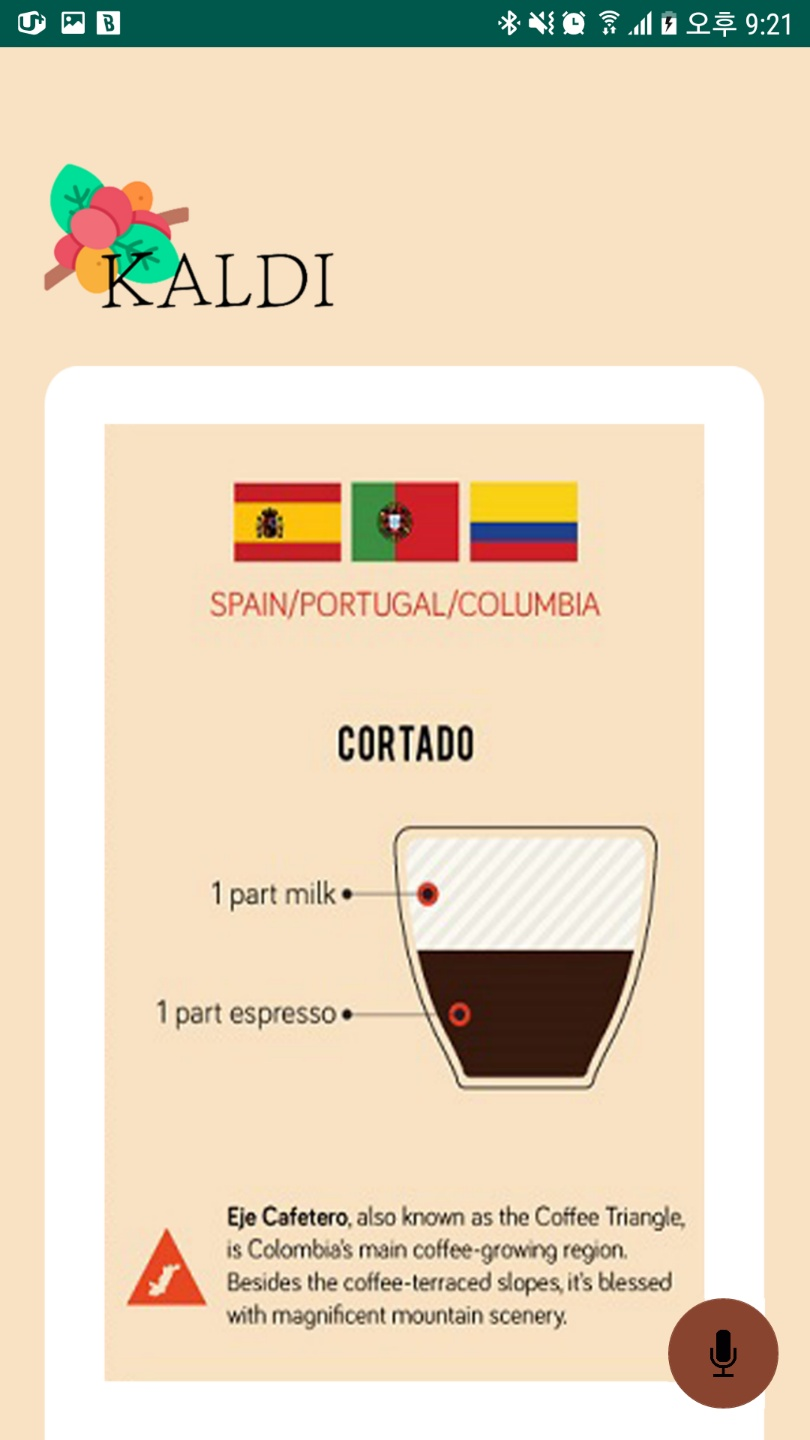 오후 9:21
KALDI
SPAIN/PORTUGAL/COLUMBIA
CORTADO
1 part milk
1 part espresso
Eje Cafetero, also known as the Coffee Triangle,
is Colombia's main coffee-growing region.
Besides the coffee-terraced slopes, it's blessed
with magnificent mountain scenery.